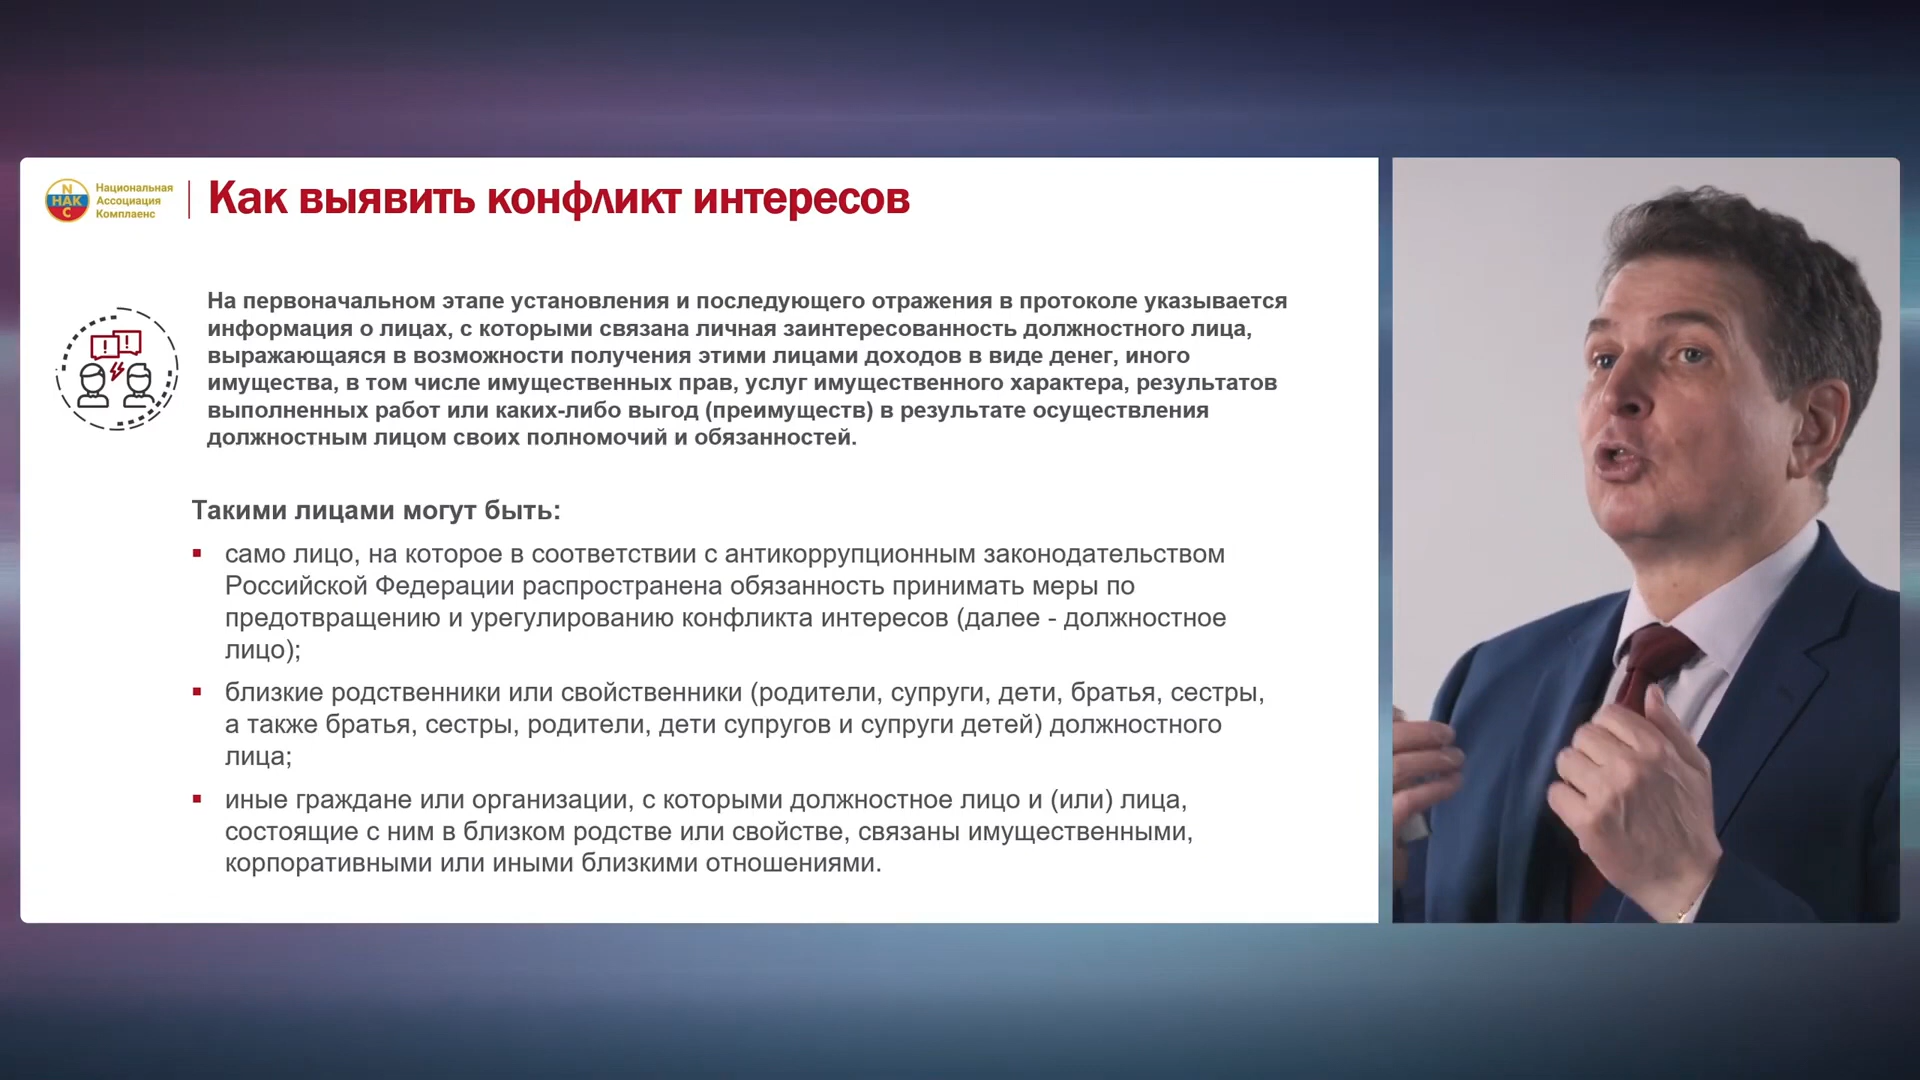 N
НАК
C
Национальная
Ассоциация
Комплаенс
Как выявить конфликт интересов
На первоначальном этапе установления и последующего отражения в протоколе указывается
информация о лицах, с которыми связана личная заинтересованность должностного лица,
выражающаяся в возможности получения этими лицами доходов в виде денег, иного
имущества, в том числе имущественных прав, услуг имущественного характера, результатов
выполненных работ или каких-либо выгод (преимуществ) в результате осуществления
должностным лицом своих полномочий и обязанностей.
Такими лицами могут быть:
само лицо, на которое в соответствии с антикоррупционным законодательством
Российской Федерации распространена обязанность принимать меры по
предотвращению и урегулированию конфликта интересов (далее - должностное
лицо);
близкие родственники или свойственники (родители, супруги, дети, братья, сестры,
а также братья, сестры, родители, дети супругов и супруги детей) должностного
лица;
иные граждане или организации, с которыми должностное лицо и (или) лица,
состоящие с ним в близком родстве или свойстве, связаны имущественными,
корпоративными или иными близкими отношениями.